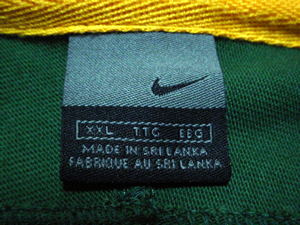 XXL TTG EEG
MADE IN SRI LANKA
FABRIQUE AU SRI LANKA